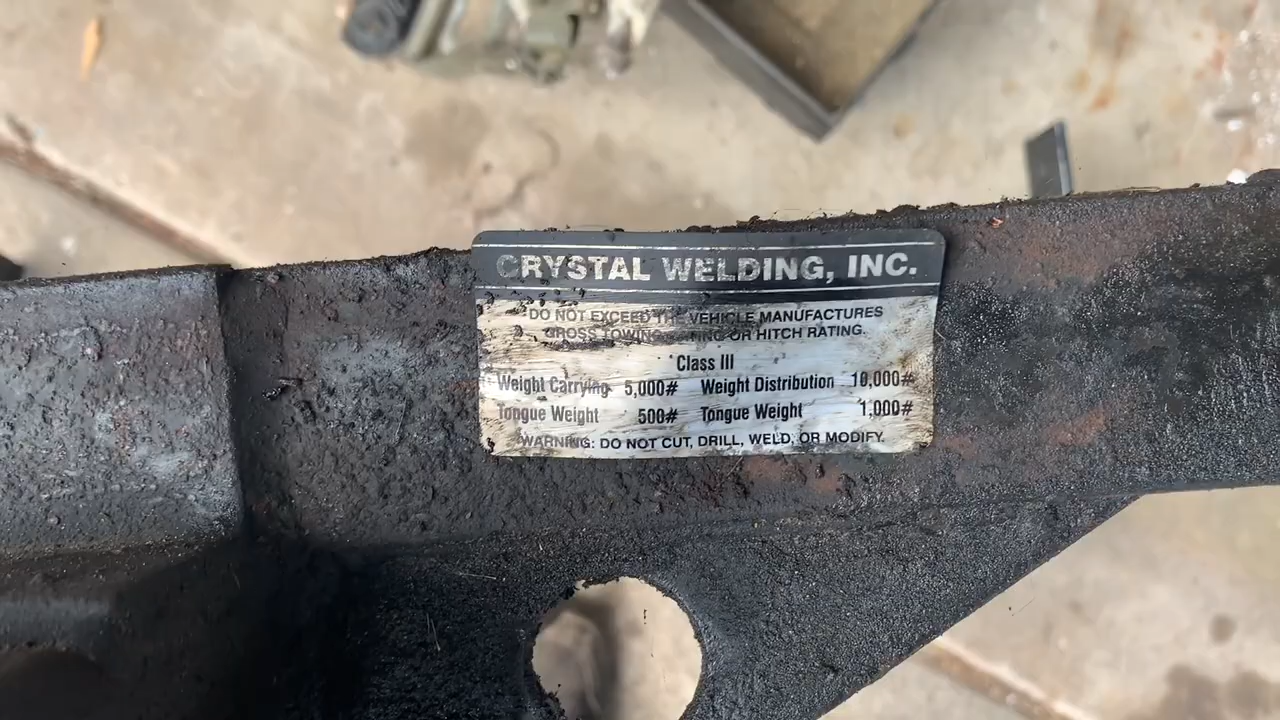 CRYSTAL WELDING, INC.
DO NOT EXCEED THE VEHICLE MANUFACTURES
GROSS TOWING RATING OR HITCH RATING.
Class III
Weight Carrying 5,000# Weight Distribution 10,000#
Tongue Weight 500# Tongue Weight 1,000#
WARNING: DO NOT CUT, DRILL, WELD, OR MODIFY.